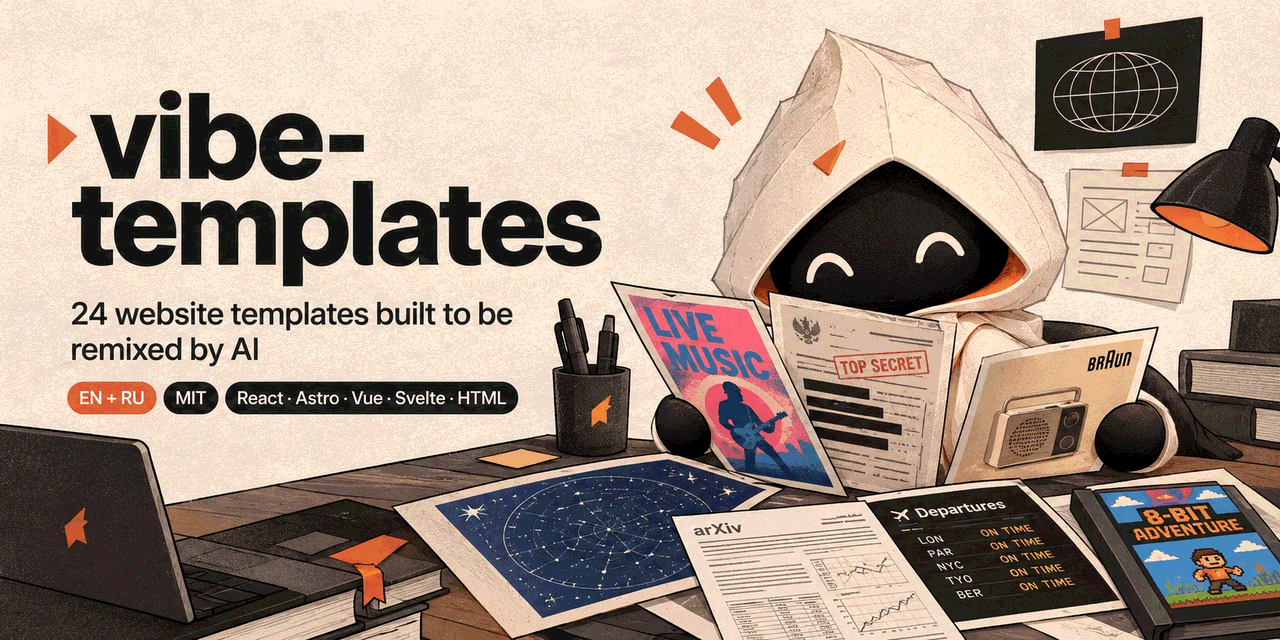 vibe-
templates
24 website templates built to be
remixed by AI
EN + RU
MIT
React · Astro · Vue · Svelte · HTML
LIVE
MUSIC
TOP SECRET
BRAUN
arXiv
Departures
LON ON TIME
PAR ON TIME
NYC ON TIME
TYO ON TIME
BER ON TIME
8-BIT
ADVENTURE